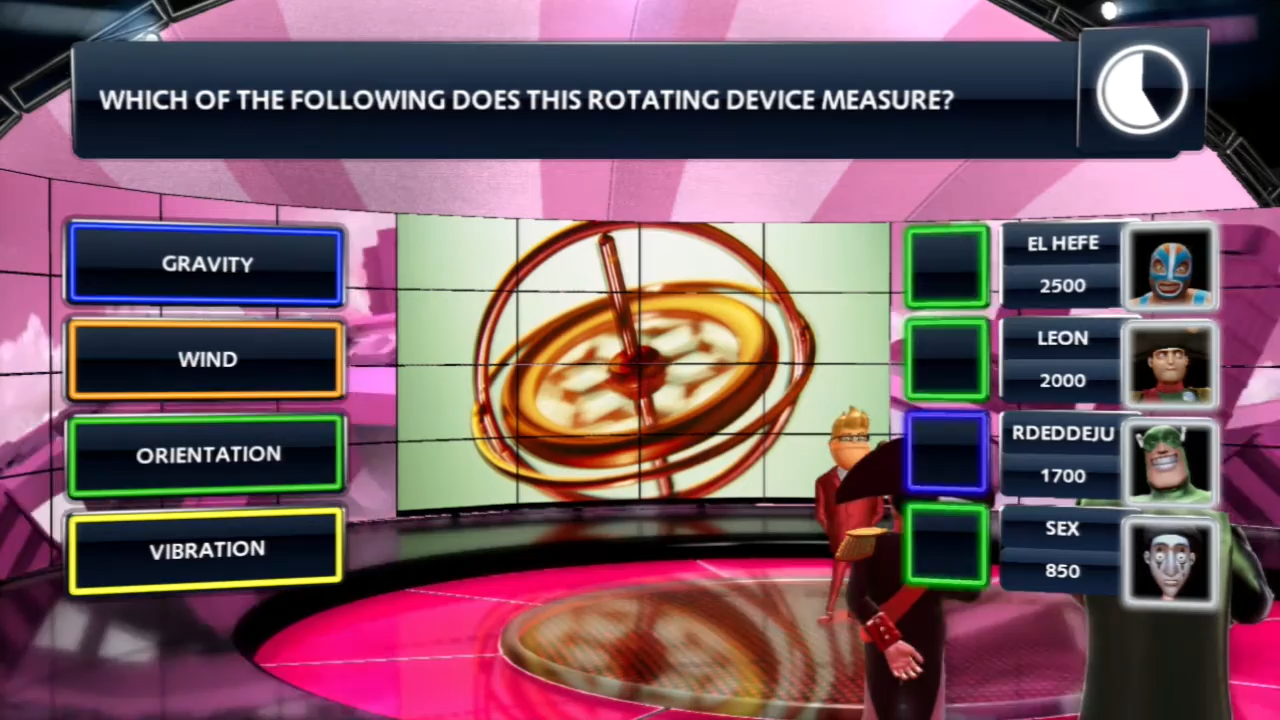 WHICH OF THE FOLLOWING DOES THIS ROTATING DEVICE MEASURE?
GRAVITY
WIND
ORIENTATION
VIBRATION
EL HEFE
2500
LEON
2000
RDEDDEJU
1700
SEX
850